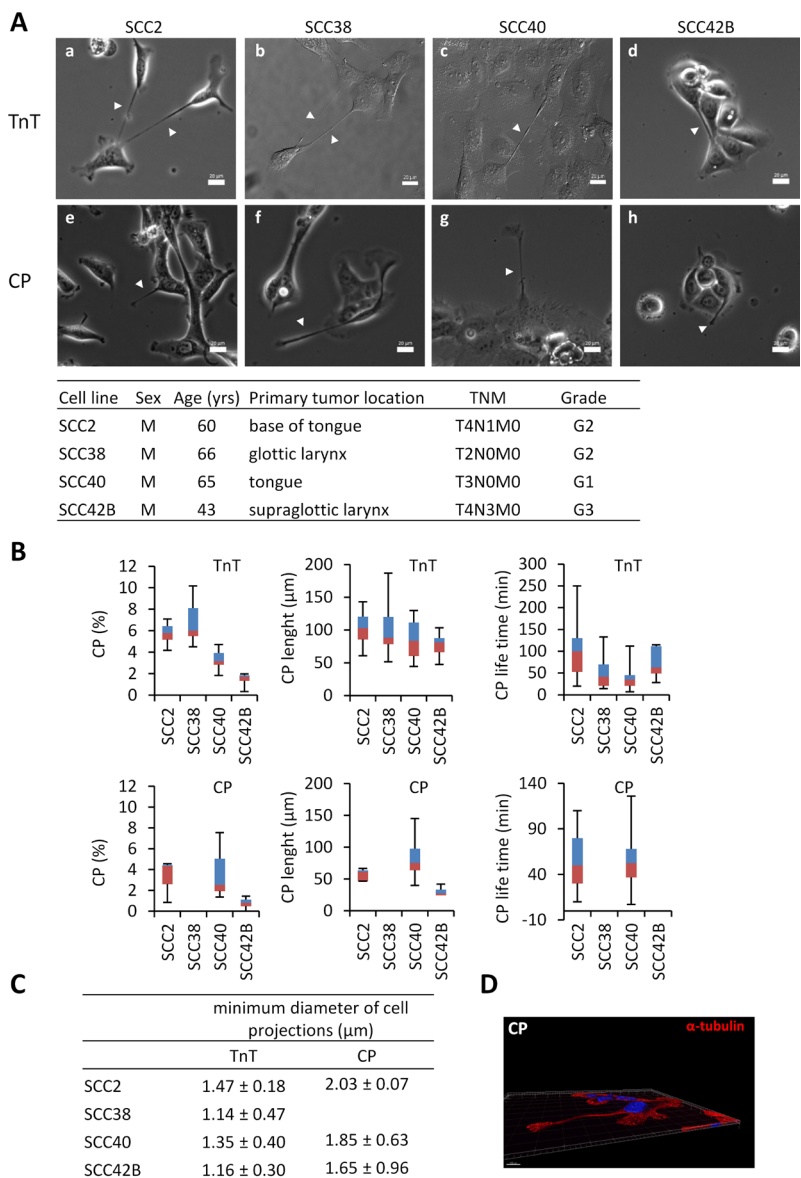 A
SCC2 SCC38 SCC40 SCC42B
TnT
a b c d
20 µm 20 µm 20 µm 20 µm
CP
e f g h
20 µm 20 µm 20 µm 20 µm
Cell line Sex Age (yrs) Primary tumor location TNM Grade
SCC2 M 60 base of tongue T4N1M0 G2
SCC38 M 66 glottic larynx T2N0M0 G2
SCC40 M 65 tongue T3N0M0 G1
SCC42B M 43 supraglottic larynx T4N3M0 G3
B
TnT
CP (%)
12
10
8
6
4
2
0
SCC2
SCC38
SCC40
SCC42B
TnT
CP lenght (µm)
200
150
100
50
0
SCC2
SCC38
SCC40
SCC42B
TnT
CP life time (min)
300
250
200
150
100
50
0
SCC2
SCC38
SCC40
SCC42B
CP
CP (%)
12
10
8
6
4
2
0
SCC2
SCC38
SCC40
SCC42B
CP
CP lenght (µm)
200
150
100
50
0
SCC2
SCC38
SCC40
SCC42B
CP
CP life time (min)
140
90
40
-10
SCC2
SCC38
SCC40
SCC42B
C
minimum diameter of cell
projections (µm)
TnT CP
SCC2 1.47 ± 0.18 2.03 ± 0.07
SCC38 1.14 ± 0.47
SCC40 1.35 ± 0.40 1.85 ± 0.63
SCC42B 1.16 ± 0.30 1.65 ± 0.96
D
CP α-tubulin